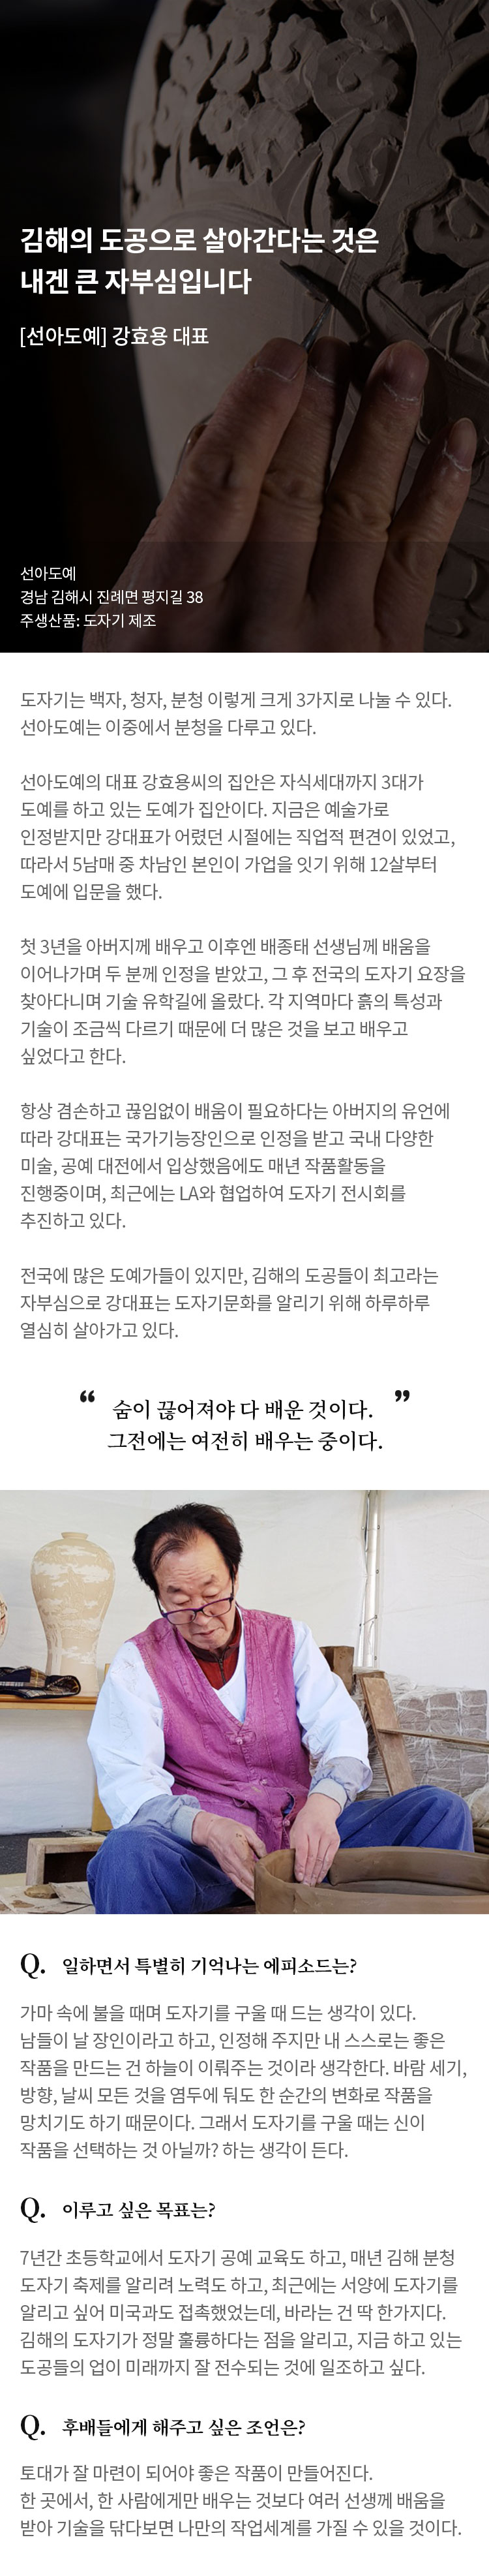 김해의 도공으로 살아간다는 것은
내겐 큰 자부심입니다
[선아도예] 강효용 대표
선아도예
경남 김해시 진례면 평지길 38
주생산품: 도자기 제조
도자기는 백자, 청자, 분청 이렇게 크게 3가지로 나눌 수 있다.
선아도예는 이중에서 분청을 다루고 있다.
선아도예의 대표 강효용씨의 집안은 자식세대까지 3대가
도예를 하고 있는 도예가 집안이다. 지금은 예술가로
인정받지만 강대표가 어렸던 시절에는 직업적 편견이 있었고,
따라서 5남매 중 차남인 본인이 가업을 잇기 위해 12살부터
도예에 입문을 했다.
첫 3년을 아버지께 배우고 이후엔 배종태 선생님께 배움을
이어나가며 두 분께 인정을 받았고, 그 후 전국의 도자기 요장을
찾아다니며 기술 유학길에 올랐다. 각 지역마다 흙의 특성과
기술이 조금씩 다르기 때문에 더 많은 것을 보고 배우고
싶었다고 한다.
항상 겸손하고 끊임없이 배움이 필요하다는 아버지의 유언에
따라 강대표는 국가기능장인으로 인정을 받고 국내 다양한
미술, 공예 대전에서 입상했음에도 매년 작품활동을
진행중이며, 최근에는 LA와 협업하여 도자기 전시회를
추진하고 있다.
전국에 많은 도예가들이 있지만, 김해의 도공들이 최고라는
자부심으로 강대표는 도자기문화를 알리기 위해 하루하루
열심히 살아가고 있다.
“ 숨이 끊어져야 다 배운 것이다. ”
그전에는 여전히 배우는 중이다.
Q. 일하면서 특별히 기억나는 에피소드는?
가마 속에 불을 때며 도자기를 구울 때 드는 생각이 있다.
남들이 날 장인이라고 하고, 인정해 주지만 내 스스로는 좋은
작품을 만드는 건 하늘이 이뤄주는 것이라 생각한다. 바람 세기,
방향, 날씨 모든 것을 염두에 둬도 한 순간의 변화로 작품을
망치기도 하기 때문이다. 그래서 도자기를 구울 때는 신이
작품을 선택하는 것 아닐까? 하는 생각이 든다.
Q. 이루고 싶은 목표는?
7년간 초등학교에서 도자기 공예 교육도 하고, 매년 김해 분청
도자기 축제를 알리려 노력도 하고, 최근에는 서양에 도자기를
알리고 싶어 미국과도 접촉했었는데, 바라는 건 딱 한가지다.
김해의 도자기가 정말 훌륭하다는 점을 알리고, 지금 하고 있는
도공들의 업이 미래까지 잘 전수되는 것에 일조하고 싶다.
Q. 후배들에게 해주고 싶은 조언은?
토대가 잘 마련이 되어야 좋은 작품이 만들어진다.
한 곳에서, 한 사람에게만 배우는 것보다 여러 선생께 배움을
받아 기술을 닦다보면 나만의 작업세계를 가질 수 있을 것이다.